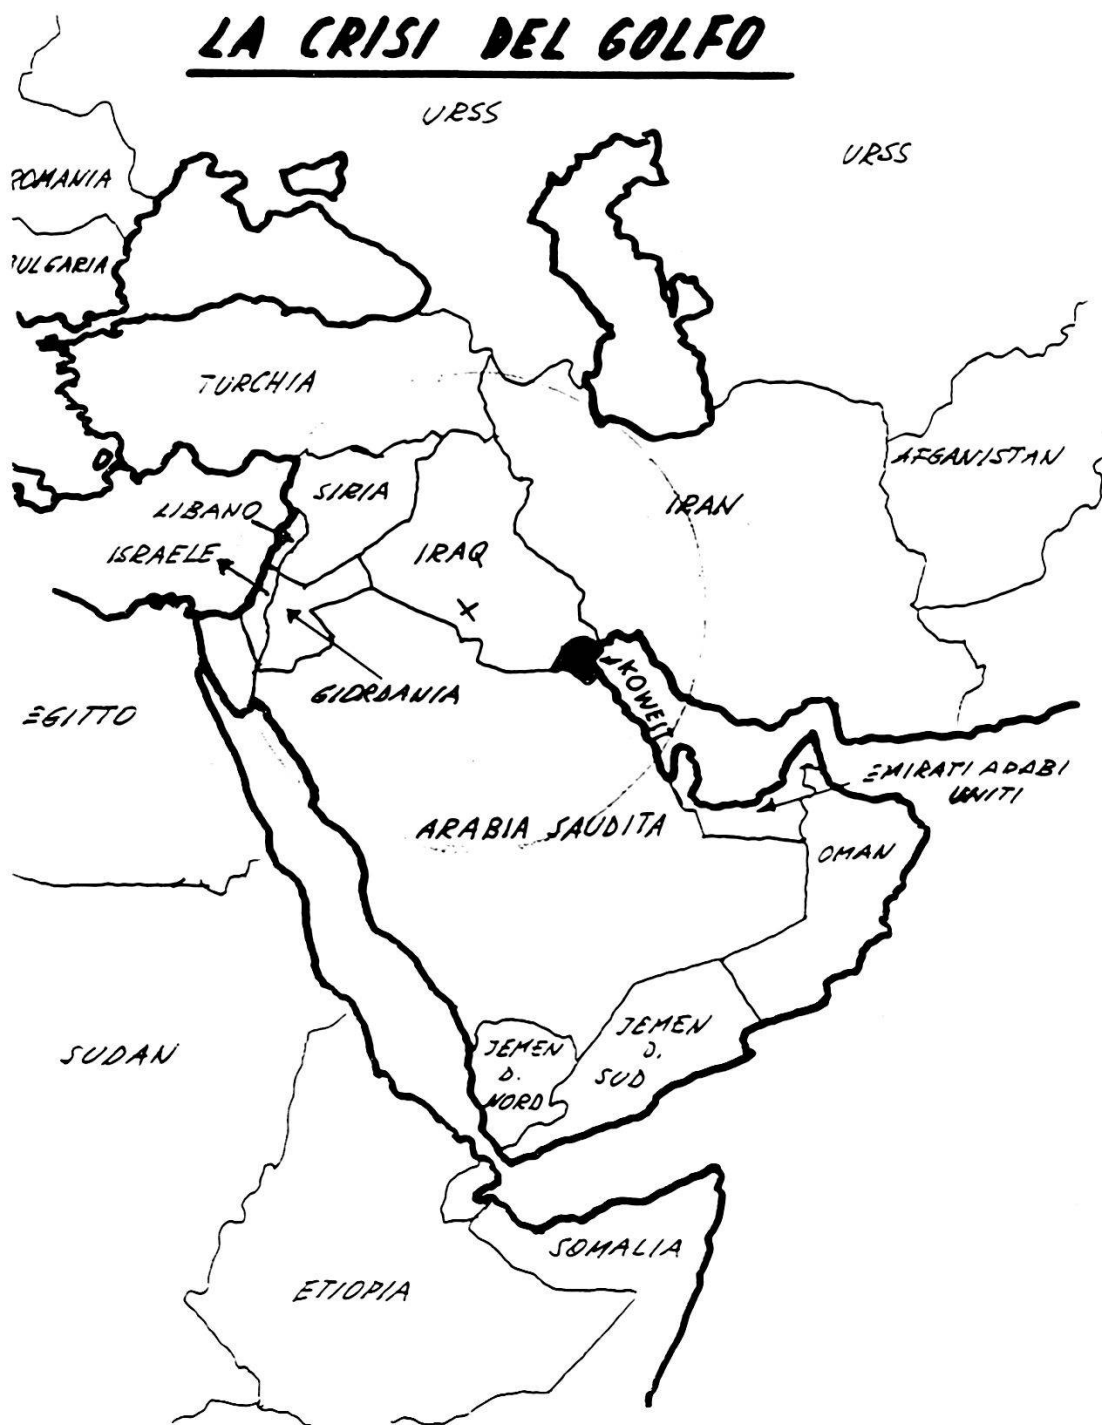 LA CRISI DEL GOLFO
URSS
URSS
ROMANIA
BULGARIA
TURCHIA
AFGANISTAN
SIRIA
IRAN
LIBANO
ISRAELE
IRAQ
X
KOWEIT
GIORDANIA
EGITTO
EMIRATI ARABI
UNITI
ARABIA SAUDITA
OMAN
JEMEN
D.
SUD
JEMEN
D.
NORD
SUDAN
SOMALIA
ETIOPIA